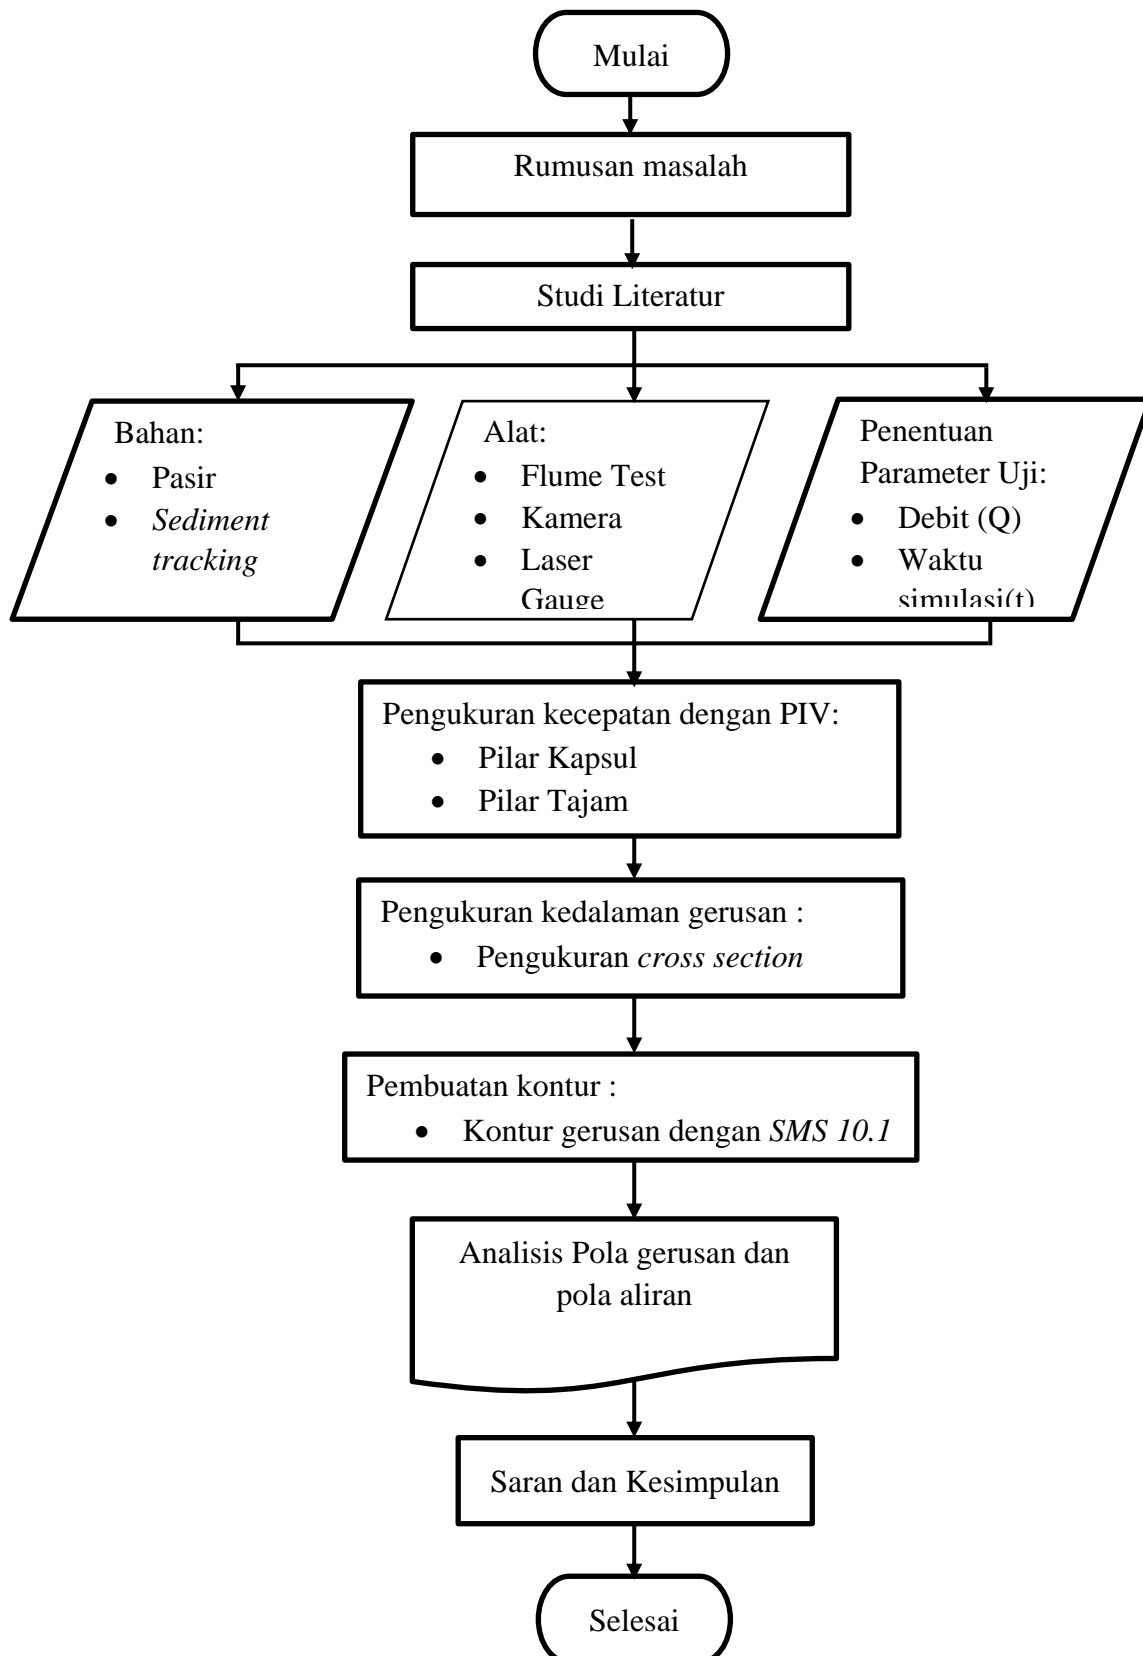 Mulai
Rumusan masalah
Studi Literatur
Bahan:
• Pasir
• Sediment
tracking
Alat:
• Flume Test
• Kamera
• Laser
Gauge
Penentuan
Parameter Uji:
• Debit (Q)
• Waktu
simulasi(t)
Pengukuran kecepatan dengan PIV:
• Pilar Kapsul
• Pilar Tajam
Pengukuran kedalaman gerusan :
• Pengukuran cross section
Pembuatan kontur :
• Kontur gerusan dengan SMS 10.1
Analisis Pola gerusan dan
pola aliran
Saran dan Kesimpulan
Selesai